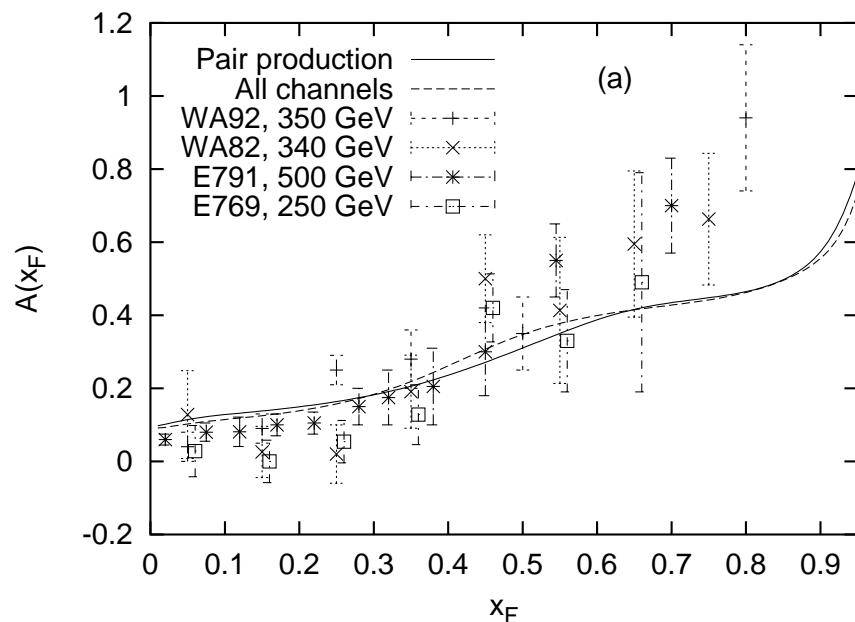 1.2
1
0.8
0.6
0.4
0.2
0
-0.2
A(x_F)
Pair production
All channels
WA92, 350 GeV
WA82, 340 GeV
E791, 500 GeV
E769, 250 GeV
(a)
0 0.1 0.2 0.3 0.4 0.5 0.6 0.7 0.8 0.9
x_F